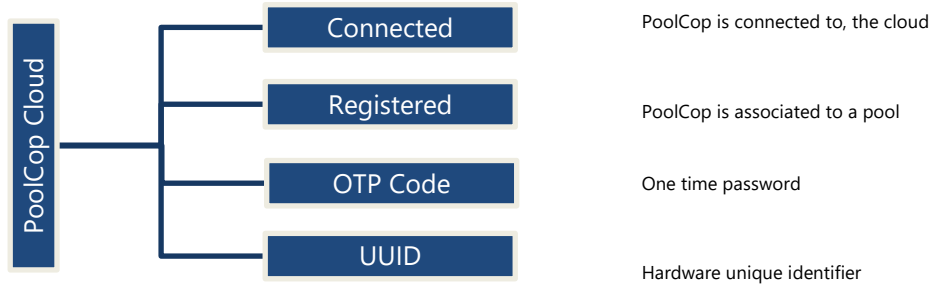 PoolCop Cloud
Connected
PoolCop is connected to, the cloud
Registered
PoolCop is associated to a pool
OTP Code
One time password
UUID
Hardware unique identifier